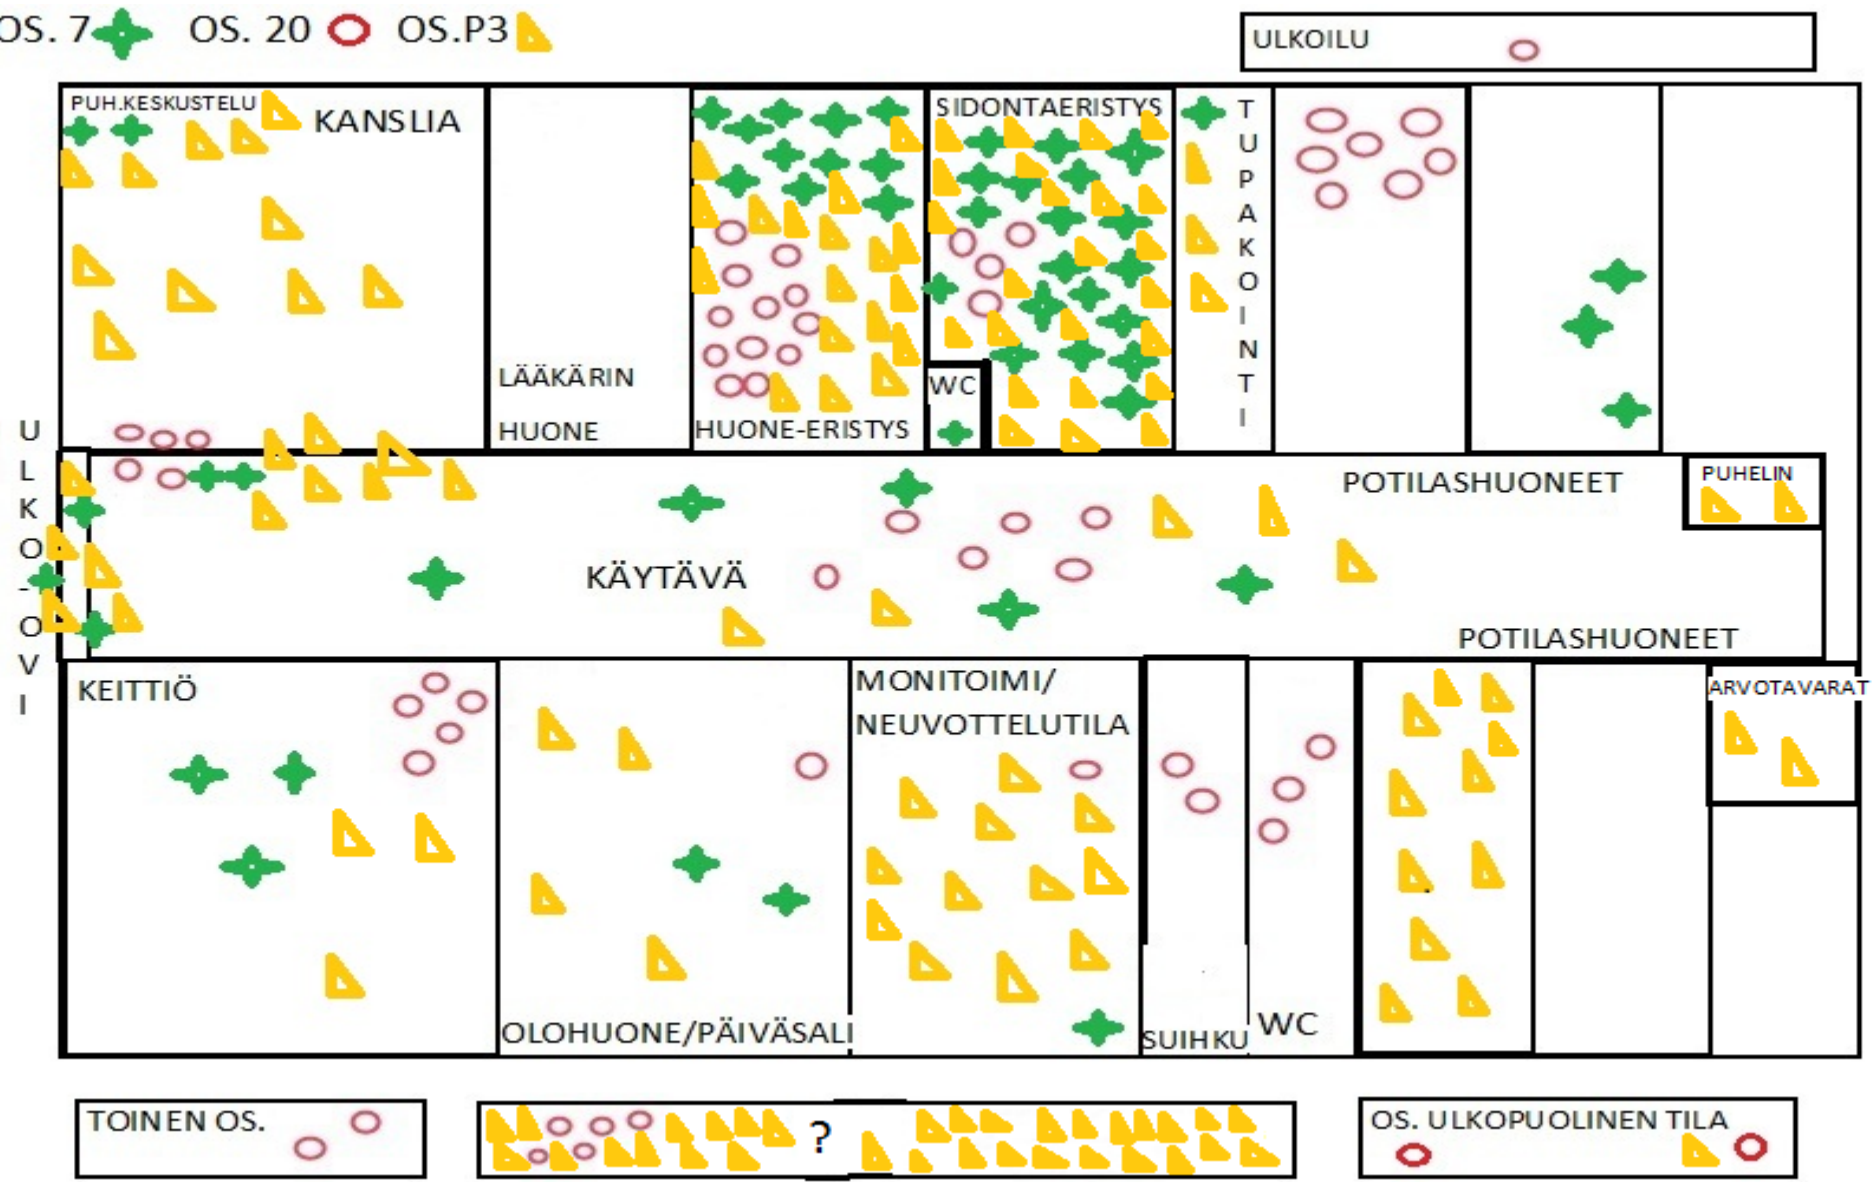 OS. 7 OS. 20 OS.P3
ULKOILU
PUH.KESKUSTELU
KANSLIA
LÄÄKÄRIN
HUONE
HUONE-ERISTYS
SIDONTAERISTYS
WC
TUPAKOINTI
ULKO-OVI
KÄYTÄVÄ
POTILASHUONEET
PUHELIN
POTILASHUONEET
KEITTIÖ
OLOHUONE/PÄIVÄSALI
MONITOIMI/
NEUVOTTELUTILA
SUIHKU
WC
ARVOTAVARAT
TOINEN OS.
?
OS. ULKOPUOLINEN TILA